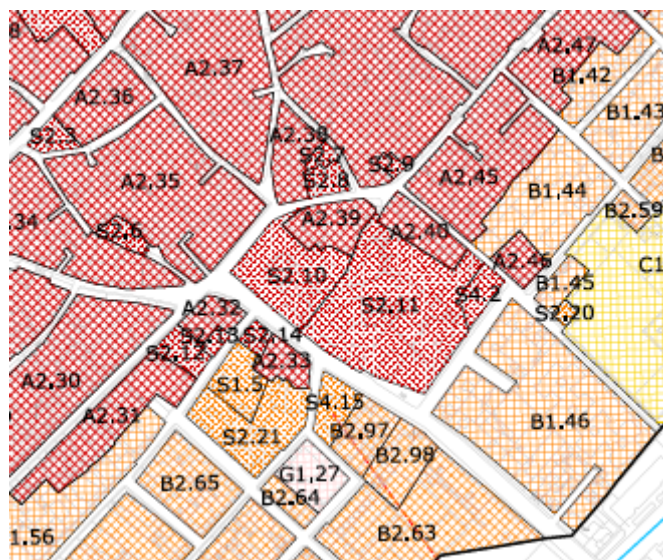 A2.47
A2.37
B1.42
A2.36
B1.43
S2.3
A2.38
S2.7
S2.9
S2.8
A2.35
A2.45
B1.44
B2.59
.34
A2.39
S2.6
A2.40
A2.46
C1
S2.10
B1.45
S4.2
S2.11
A2.32
S2.20
S2.13
S2.14
S2.12
A2.33
A2.30
S1.5
S4.15
A2.31
B1.46
S2.21
B2.97
B2.98
G1,27
B2.65
B2.64
1.56
B2.63